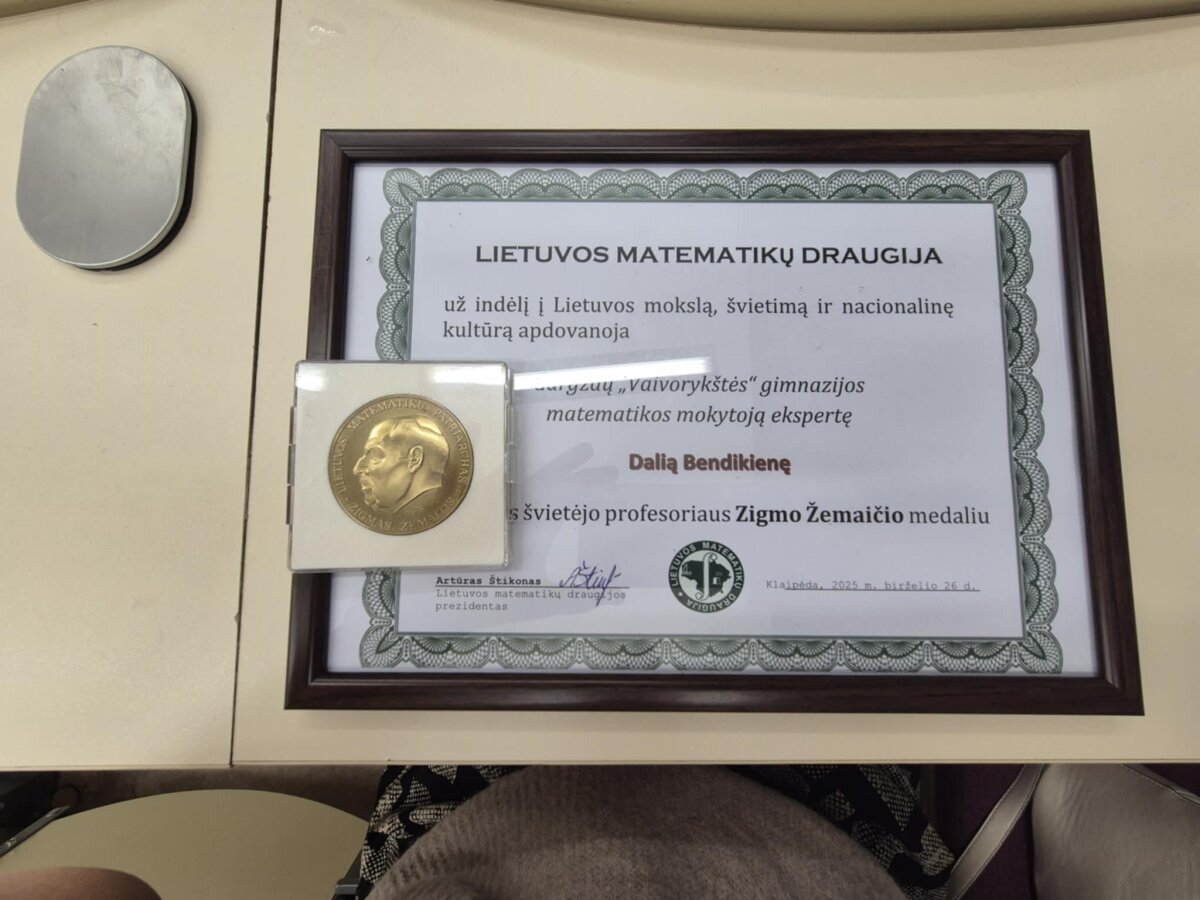 LIETUVOS MATEMATIKŲ DRAUGIJA
už indėlį į Lietuvos mokslą, švietimą ir nacionalinę
kultūrą apdovanoja
„Vaivorykštės“ gimnazijos
matematikos mokytoją ekspertę
Dalią Bendikienę
švietėjo profesoriaus Zigmo Žemaičio medaliu
LIETUVOS MATEMATIKŲ PATRIARCHAS
ZIGMAS ŽEMAITIS
Artūras Štikonas
Lietuvos matematikų draugijos
prezidentas
LIETUVOS MATEMATIKŲ DRAUGIJA
Klaipėda, 2025 m. birželio 26 d.